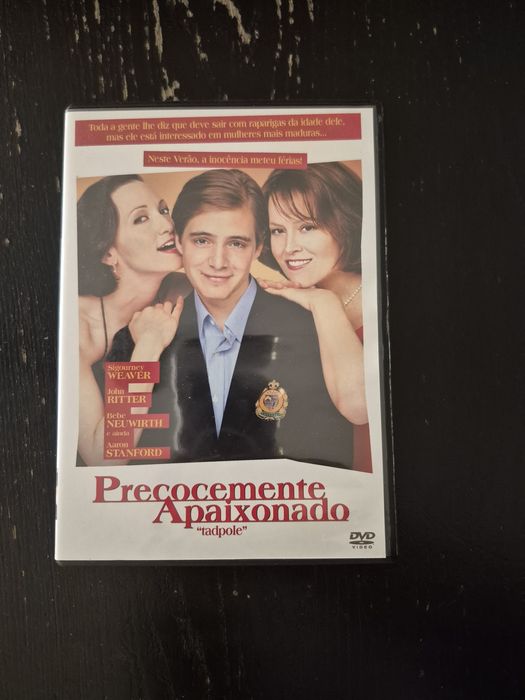 Toda a gente lhe diz que deve sair com raparigas da idade dele,
mas ele está interessado em mulheres mais maduras...
Neste Verão, a inocência meteu férias!
Sigourney
WEAVER
John
RITTER
Bebe
NEUWIRTH
e ainda
Aaron
STANFORD
Precocemente
Apaixonado
"tadpole"
DVD
VIDEO